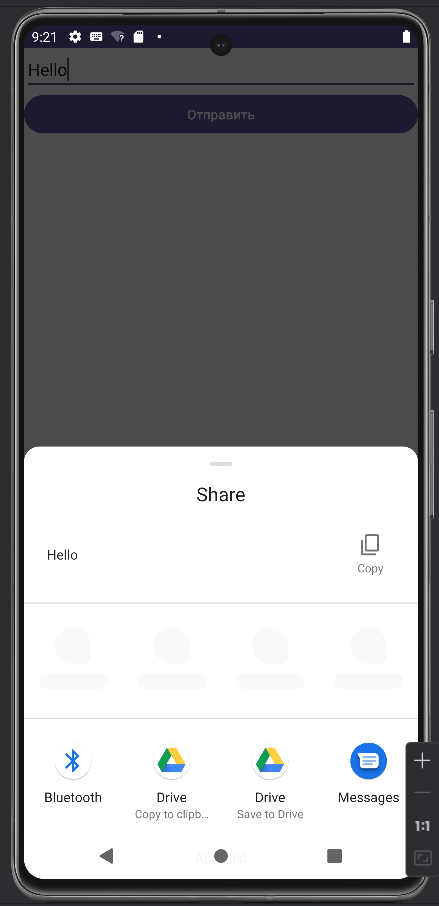 9:21
Hello
Отправить
Share
Hello
Copy
Bluetooth
Drive
Drive
Messages
Copy to clipb...
Save to Drive
1:1